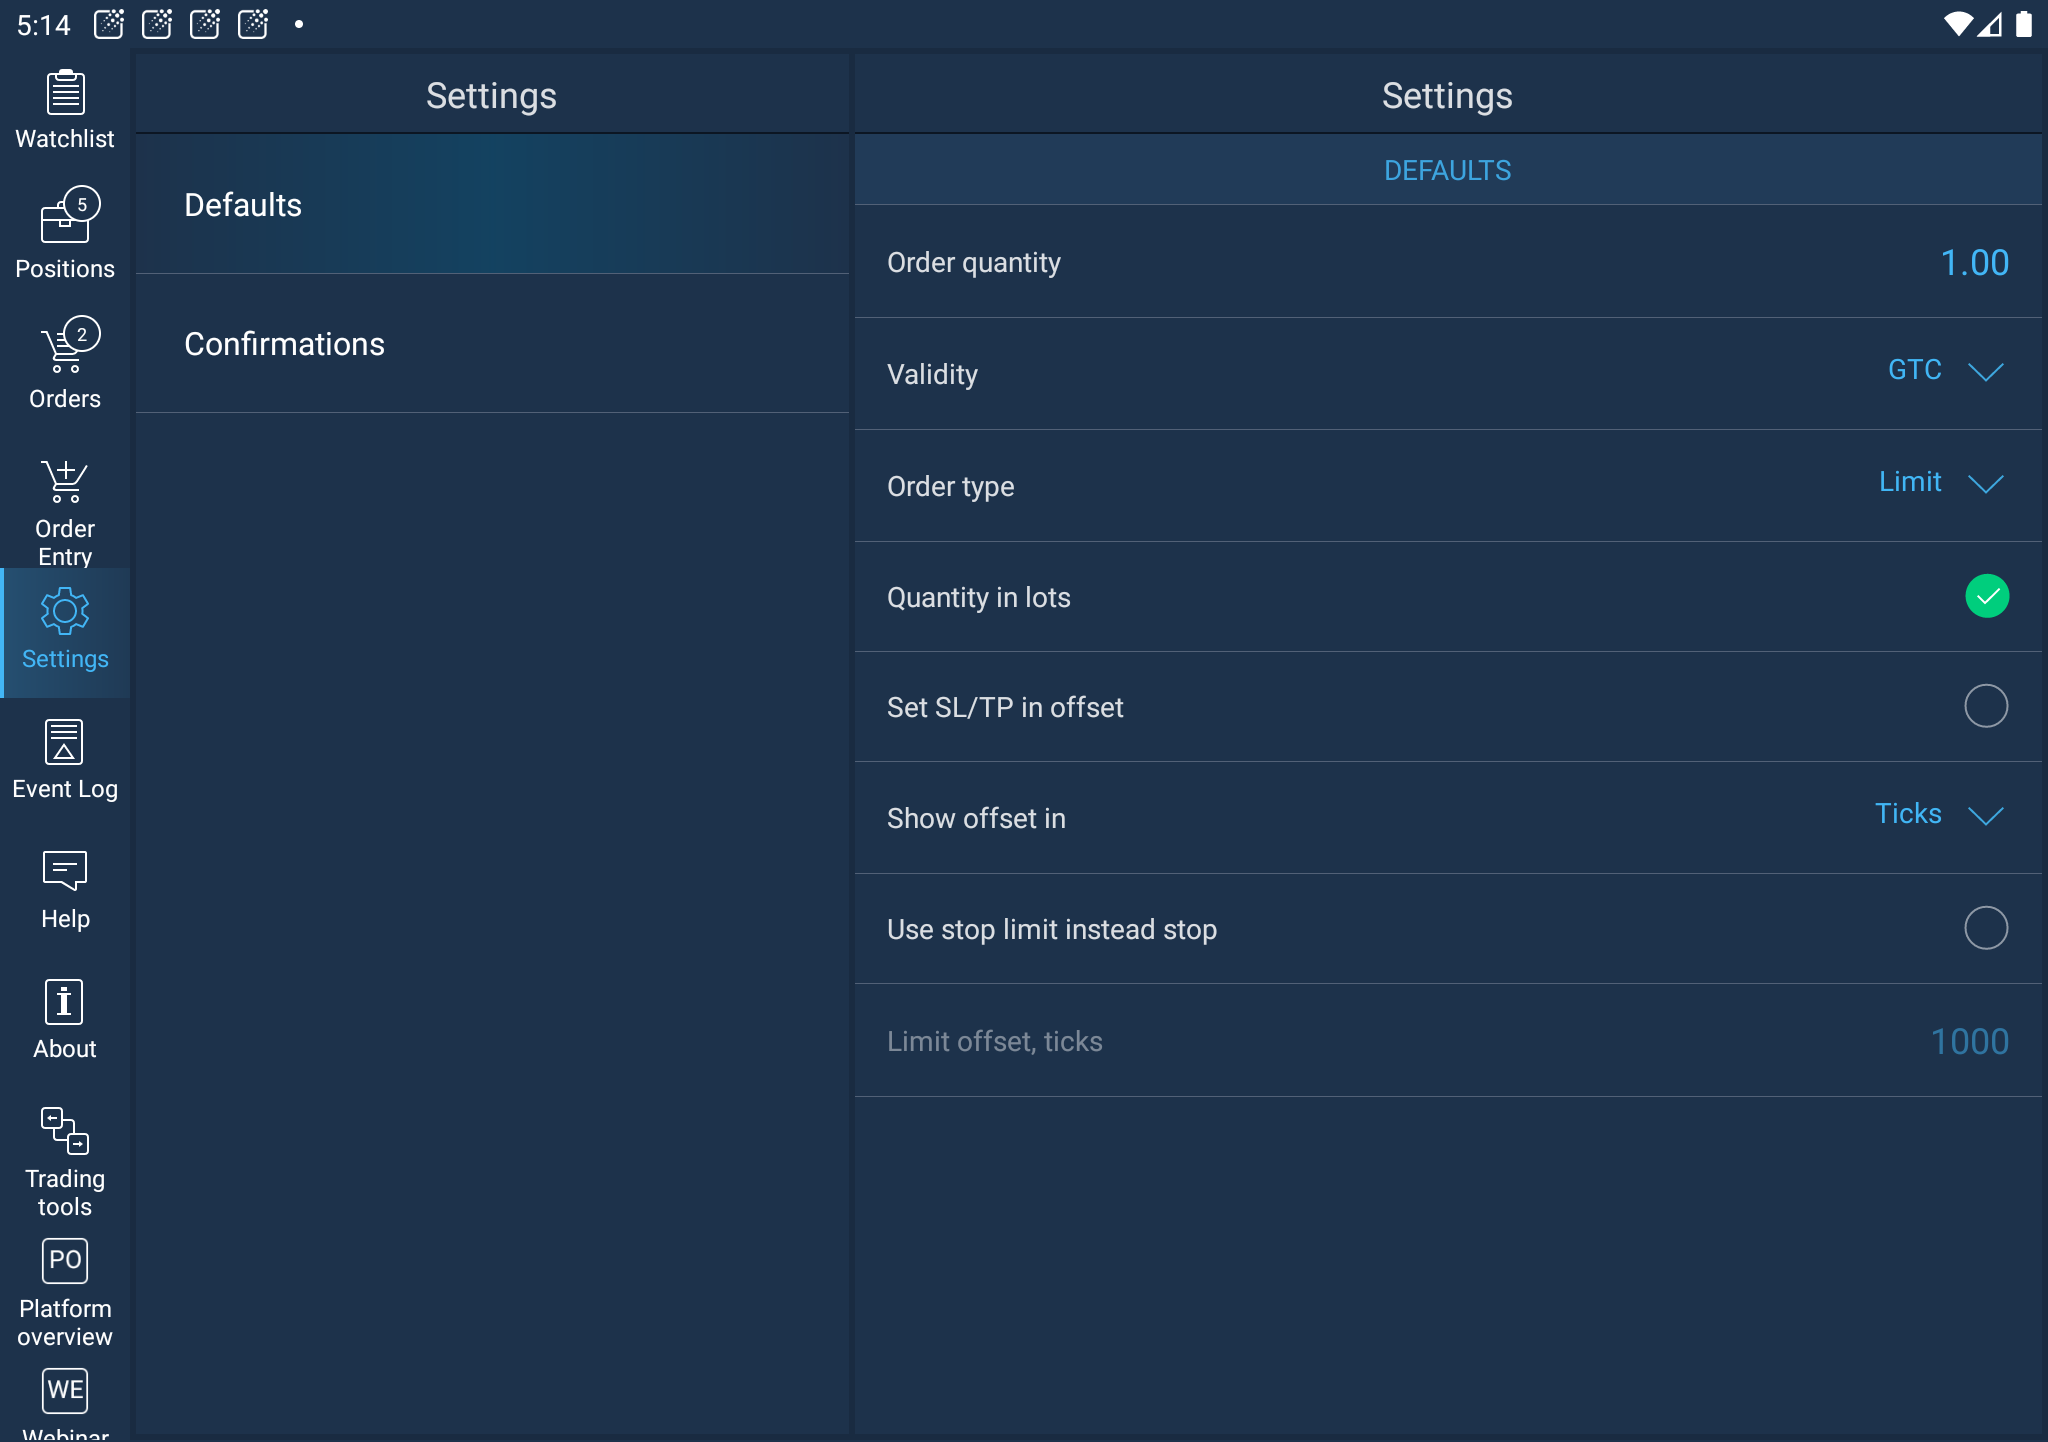 5:14
Watchlist
5
Positions
2
Orders
Order
Entry
Settings
Event Log
Help
About
Trading
tools
PO
Platform
overview
WE
Webinar
Settings
Defaults
Confirmations
Settings
DEFAULTS
Order quantity 1.00
Validity GTC
Order type Limit
Quantity in lots
Set SL/TP in offset
Show offset in Ticks
Use stop limit instead stop
Limit offset, ticks 1000